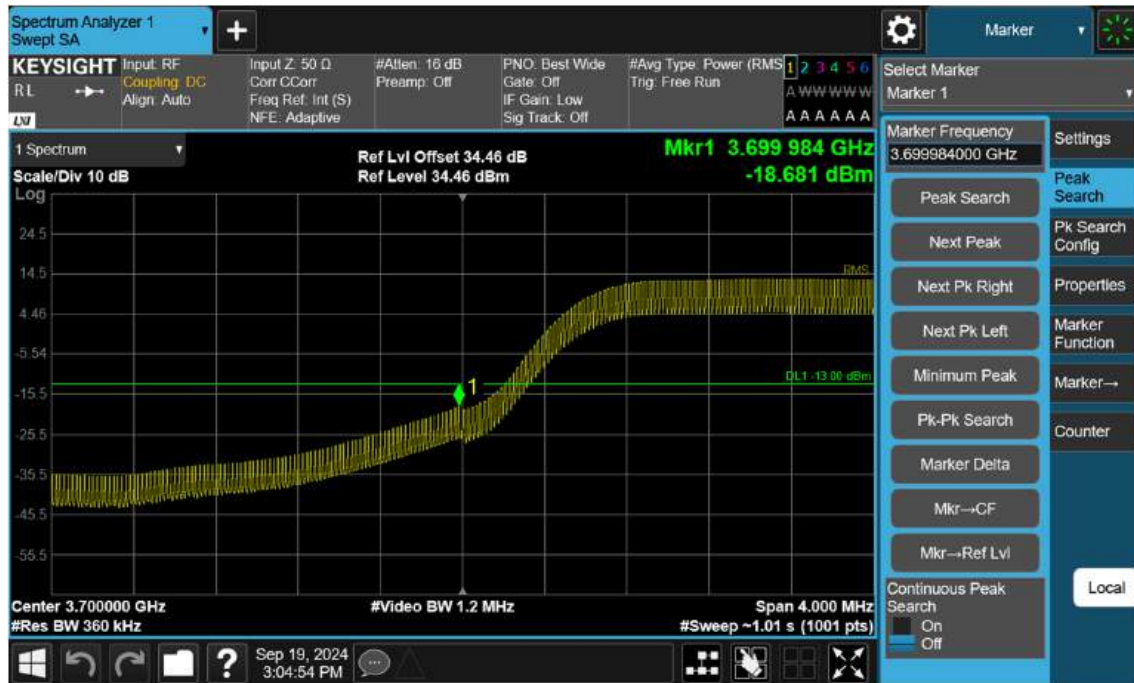 Spectrum Analyzer 1
Swept SA
Marker
KEYSIGHT
RL
LXI
Input: RF
Coupling: DC
Align: Auto
Input Z: 50 Ω
Corr CCorr
Freq Ref: Int (S)
NFE: Adaptive
#Atten: 16 dB
Preamp: Off
PNO: Best Wide
Gate: Off
IF Gain: Low
Sig Track: Off
#Avg Type: Power (RMS
Trig: Free Run
1 2 3 4 5 6
A W W W W W
A A A A A A
Select Marker
Marker 1
1 Spectrum
Scale/Div 10 dB
Log
Ref Lvl Offset 34.46 dB
Ref Level 34.46 dBm
Mkr1 3.699 984 GHz
-18.681 dBm
24.5
14.5
4.46
-5.54
-15.5
-25.5
-35.5
-45.5
-55.5
RMS
DL1 -13.00 dBm
1
Center 3.700000 GHz
#Res BW 360 kHz
#Video BW 1.2 MHz
Span 4.000 MHz
#Sweep ~1.01 s (1001 pts)
Marker Frequency
3.699984000 GHz
Peak Search
Next Peak
Next Pk Right
Next Pk Left
Minimum Peak
Pk-Pk Search
Marker Delta
Mkr→CF
Mkr→Ref Lvl
Continuous Peak
Search
On
Off
Settings
Peak
Search
Pk Search
Config
Properties
Marker
Function
Marker→
Counter
Local
?
Sep 19, 2024
3:04:54 PM